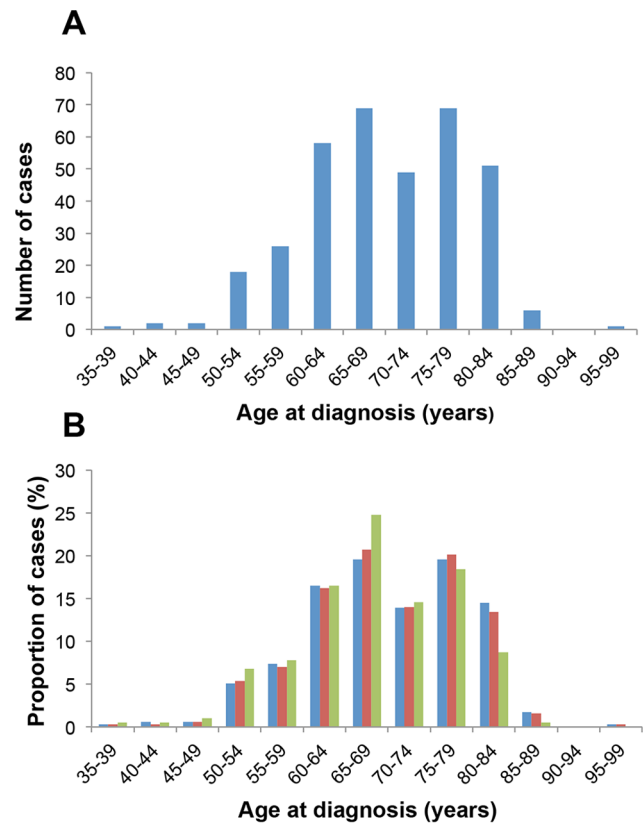 A
Number of cases
80
70
60
50
40
30
20
10
0
35-39 40-44 45-49 50-54 55-59 60-64 65-69 70-74 75-79 80-84 85-89 90-94 95-99
Age at diagnosis (years)
B
Proportion of cases (%)
30
25
20
15
10
5
0
35-39 40-44 45-49 50-54 55-59 60-64 65-69 70-74 75-79 80-84 85-89 90-94 95-99
Age at diagnosis (years)